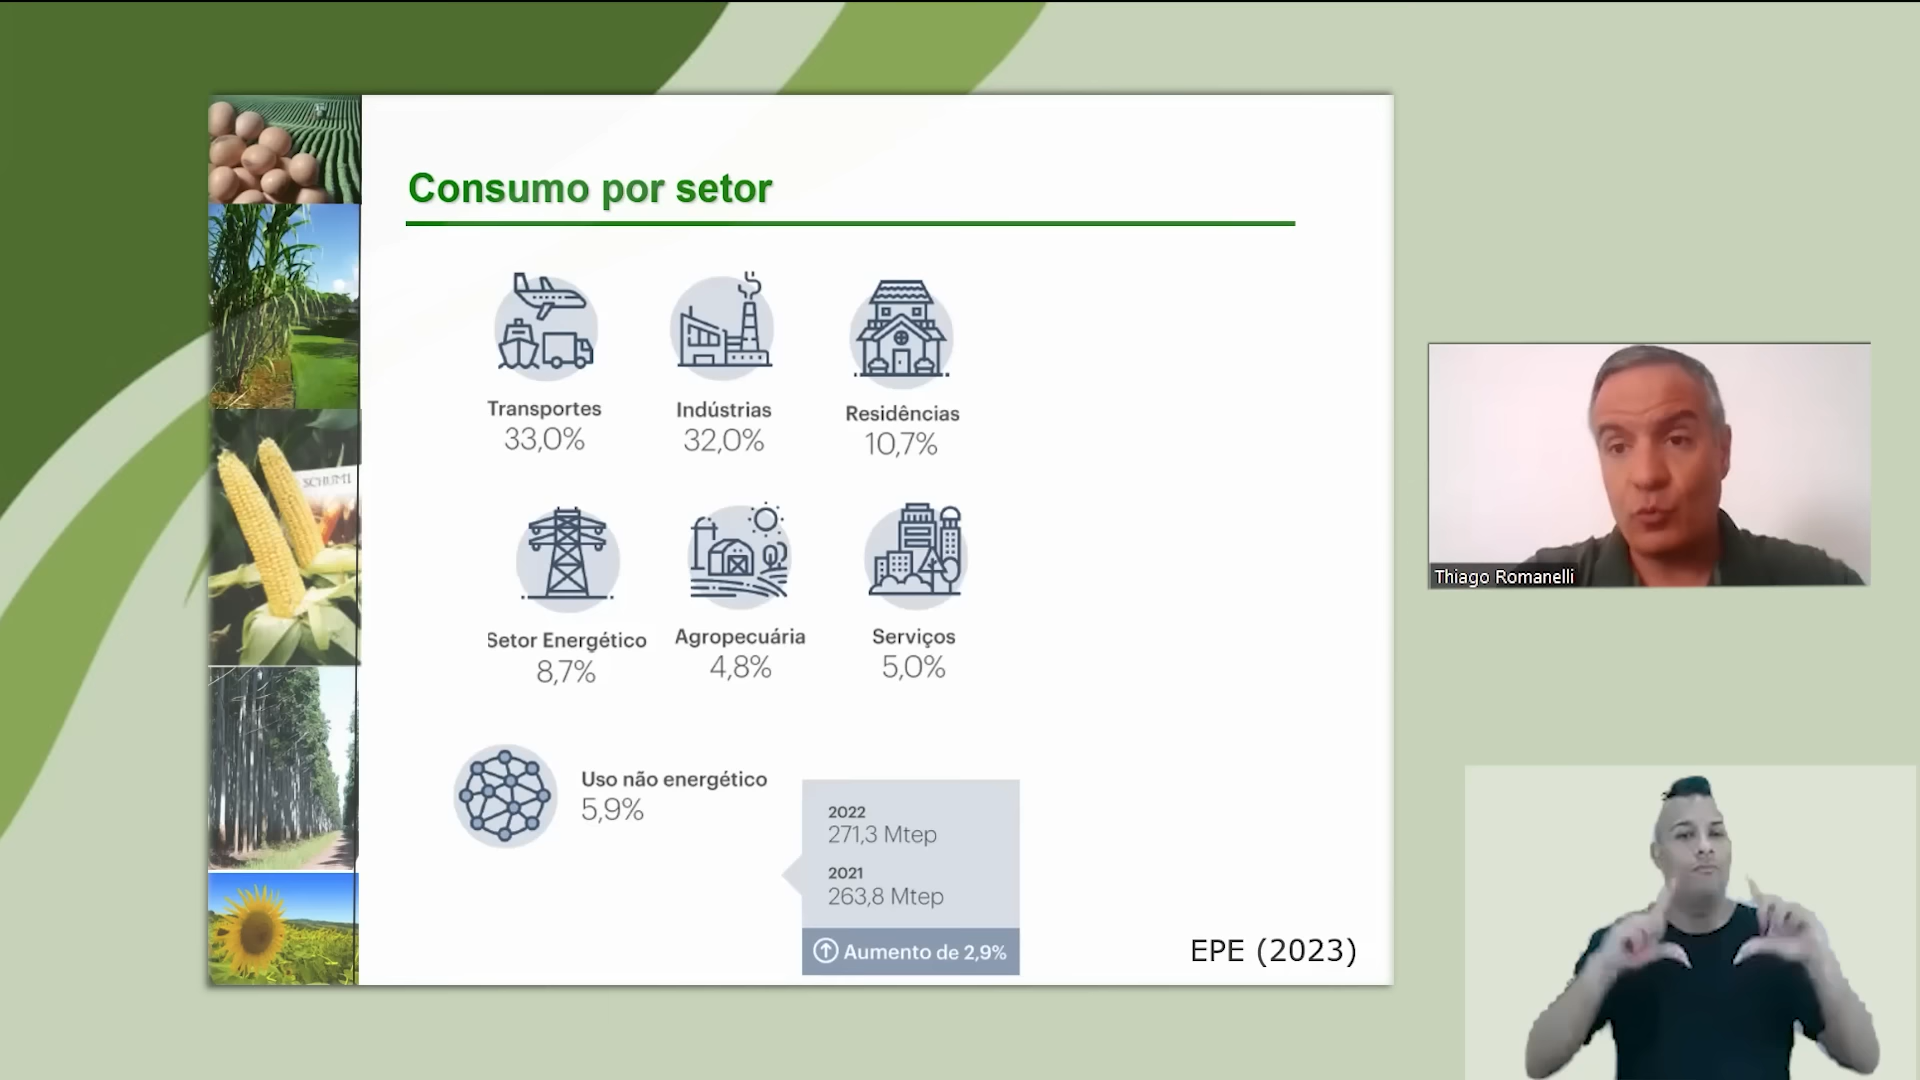 Consumo por setor
Transportes
33,0%
Indústrias
32,0%
Residências
10,7%
Setor Energético
8,7%
Agropecuária
4,8%
Serviços
5,0%
Uso não energético
5,9%
2022
271,3 Mtep
2021
263,8 Mtep
Aumento de 2,9%
EPE (2023)
SCHUMI
Thiago Romanelli